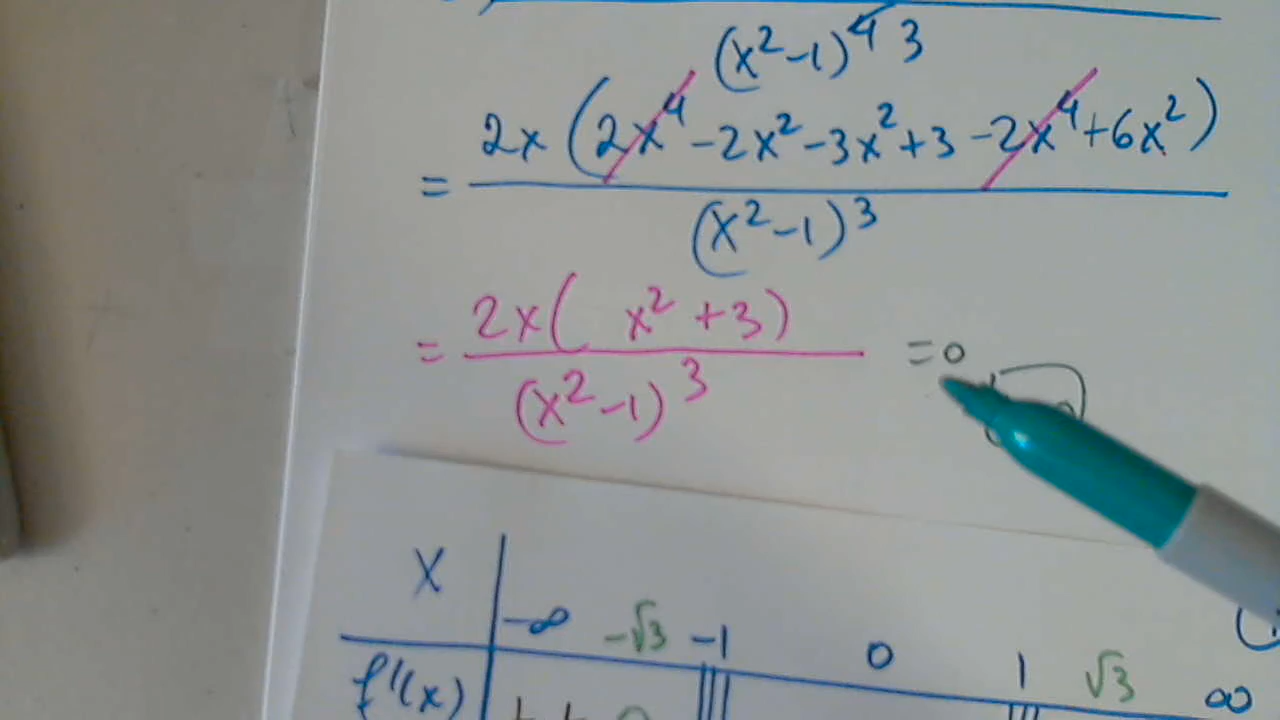 (x²-1)⁴ 3
2x (2x⁴ -2x² -3x² +3 -2x⁴ +6x²)
=
(x²-1)³
= 2x( x² +3) =0
(x²-1)³
x -∞ -√3 -1 0 1 √3 ∞
f'(x) + + 0